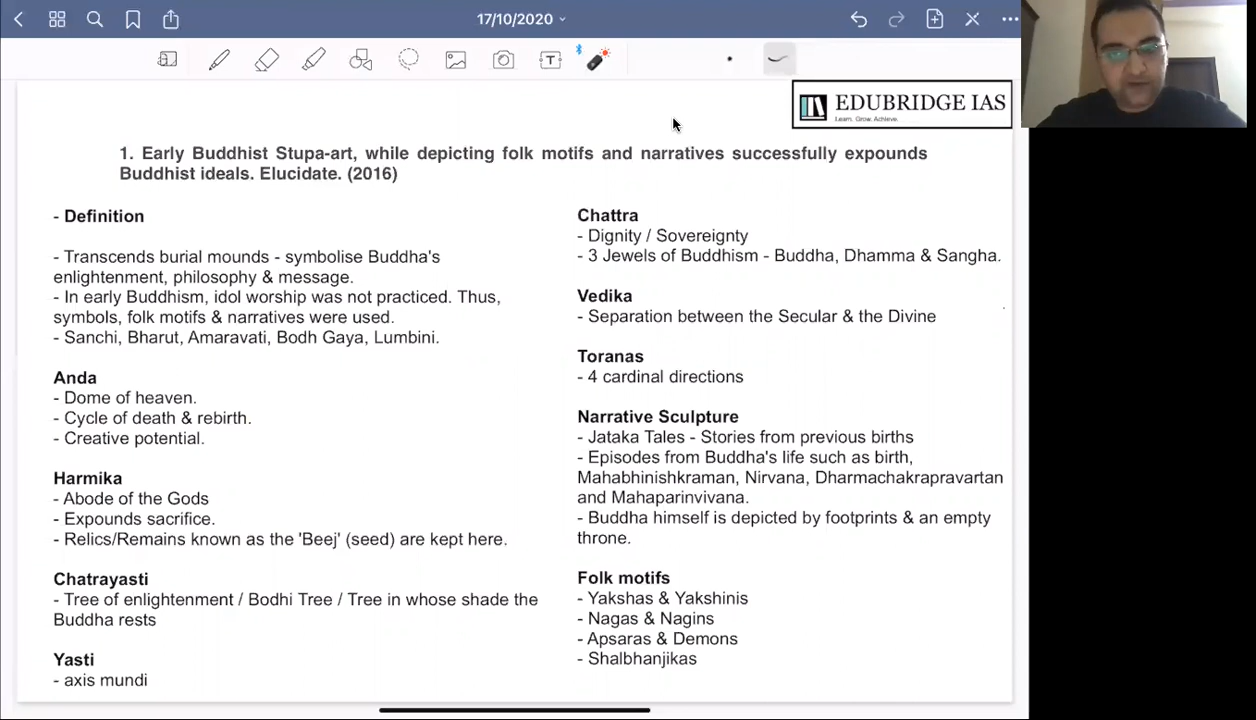 17/10/2020
T
EDUBRIDGE IAS
Learn. Grow. Achieve.
1. Early Buddhist Stupa-art, while depicting folk motifs and narratives successfully expounds
Buddhist ideals. Elucidate. (2016)
- Definition
- Transcends burial mounds - symbolise Buddha's
enlightenment, philosophy & message.
- In early Buddhism, idol worship was not practiced. Thus,
symbols, folk motifs & narratives were used.
- Sanchi, Bharut, Amaravati, Bodh Gaya, Lumbini.
Anda
- Dome of heaven.
- Cycle of death & rebirth.
- Creative potential.
Harmika
- Abode of the Gods
- Expounds sacrifice.
- Relics/Remains known as the 'Beej' (seed) are kept here.
Chatrayasti
- Tree of enlightenment / Bodhi Tree / Tree in whose shade the
Buddha rests
Yasti
- axis mundi
Chattra
- Dignity / Sovereignty
- 3 Jewels of Buddhism - Buddha, Dhamma & Sangha.
Vedika
- Separation between the Secular & the Divine
Toranas
- 4 cardinal directions
Narrative Sculpture
- Jataka Tales - Stories from previous births
- Episodes from Buddha's life such as birth,
Mahabhinishkraman, Nirvana, Dharmachakrapravartan
and Mahaparinvivana.
- Buddha himself is depicted by footprints & an empty
throne.
Folk motifs
- Yakshas & Yakshinis
- Nagas & Nagins
- Apsaras & Demons
- Shalbhanjikas